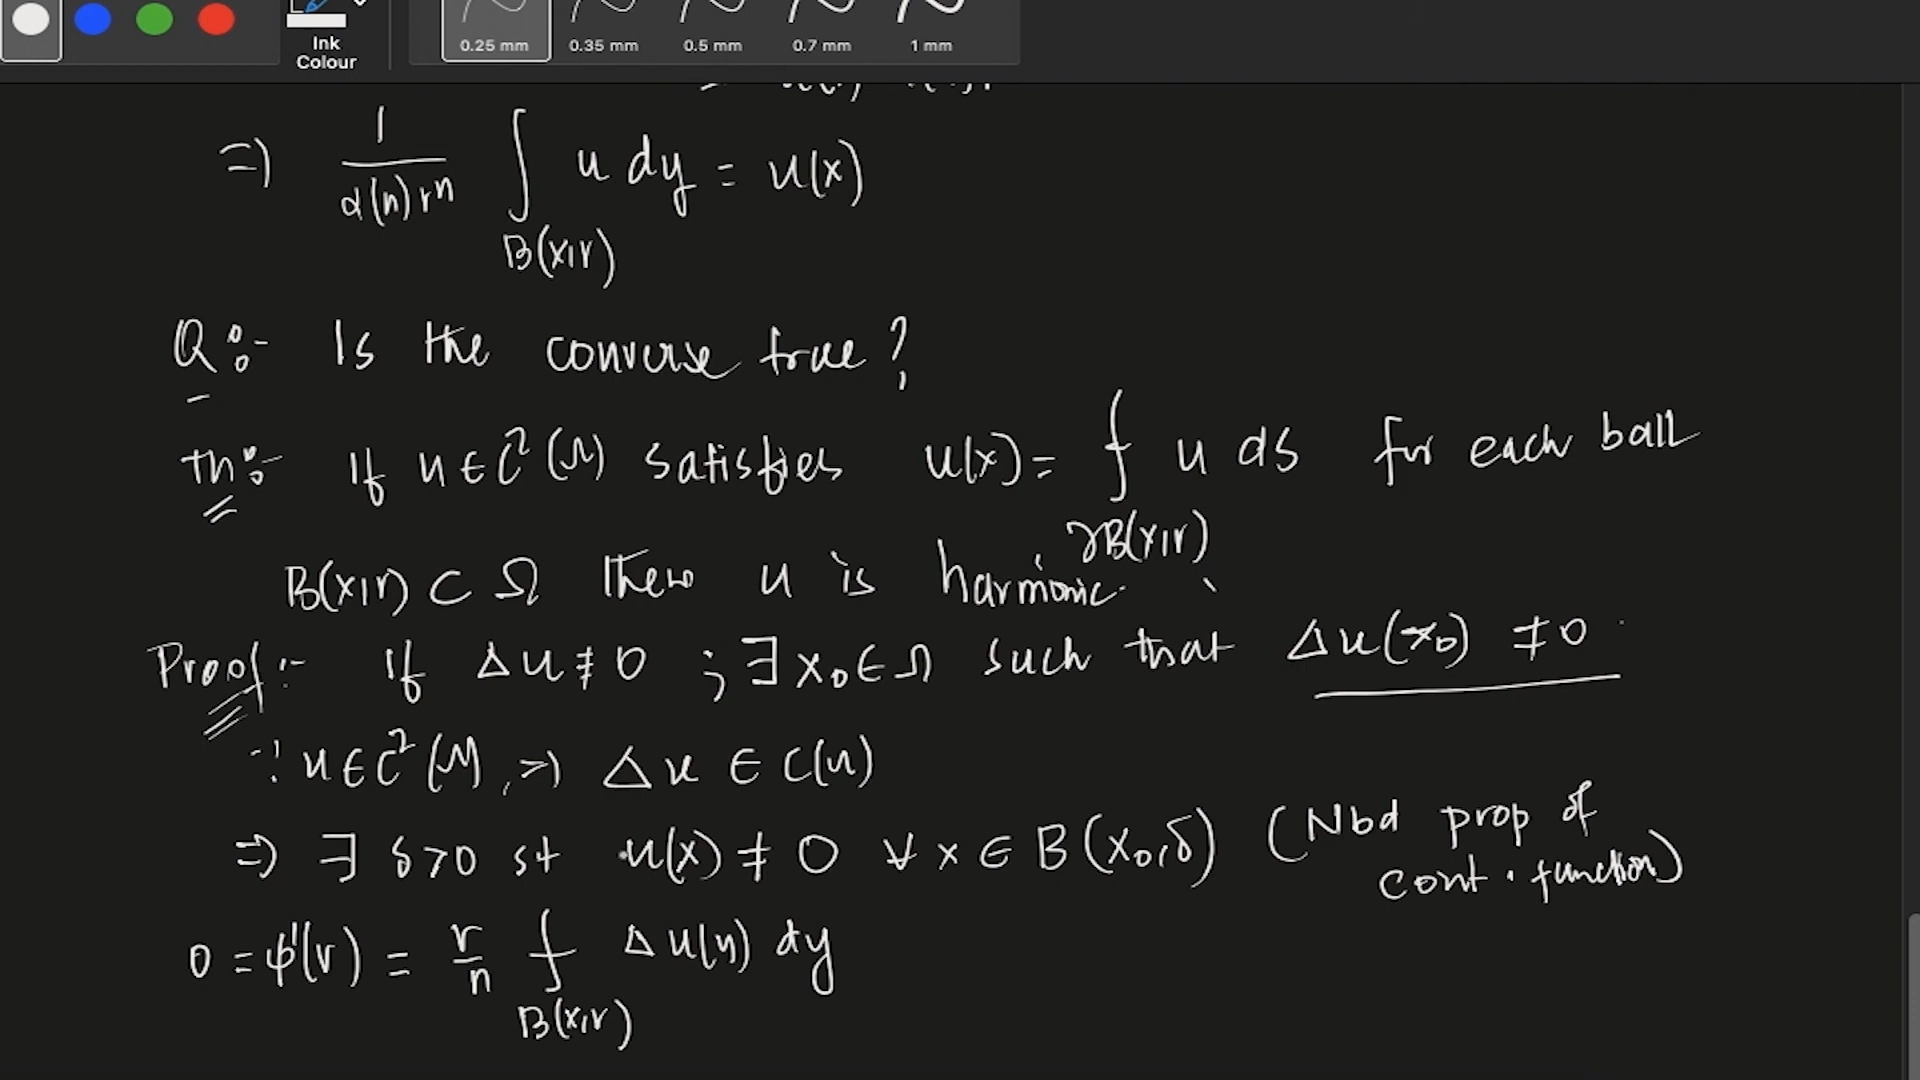 0.25 mm 0.35 mm 0.5 mm 0.7 mm 1 mm
Ink
Colour
=) 1/α(n) rⁿ ∫ u dy = u(x)
B(x,r)
Q:- Is the converse true?
Th:- If u ∈ C²(Ω) satisfies u(x) = ⨍ u ds for each ball
∂B(x,r)
B(x,r) ⊂ Ω then u is harmonic.
Proof:- If Δu ≢ 0 ; ∃ x₀ ∈ Ω such that Δu(x₀) ≠ 0.
∵ u ∈ C²(Ω), => Δu ∈ C(u)
=> ∃ δ>0 st u(x) ≠ 0 ∀ x ∈ B(x₀,δ) (Nbd prop of
cont. function)
0 = φ'(r) = r/n ⨍ Δu(y) dy
B(x,r)